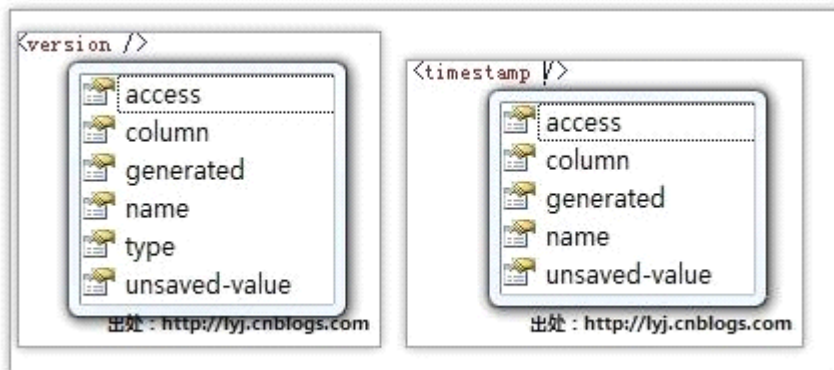 <version />
access
column
generated
name
type
unsaved-value
出处：http://lyj.cnblogs.com
<timestamp />
access
column
generated
name
unsaved-value
出处：http://lyj.cnblogs.com